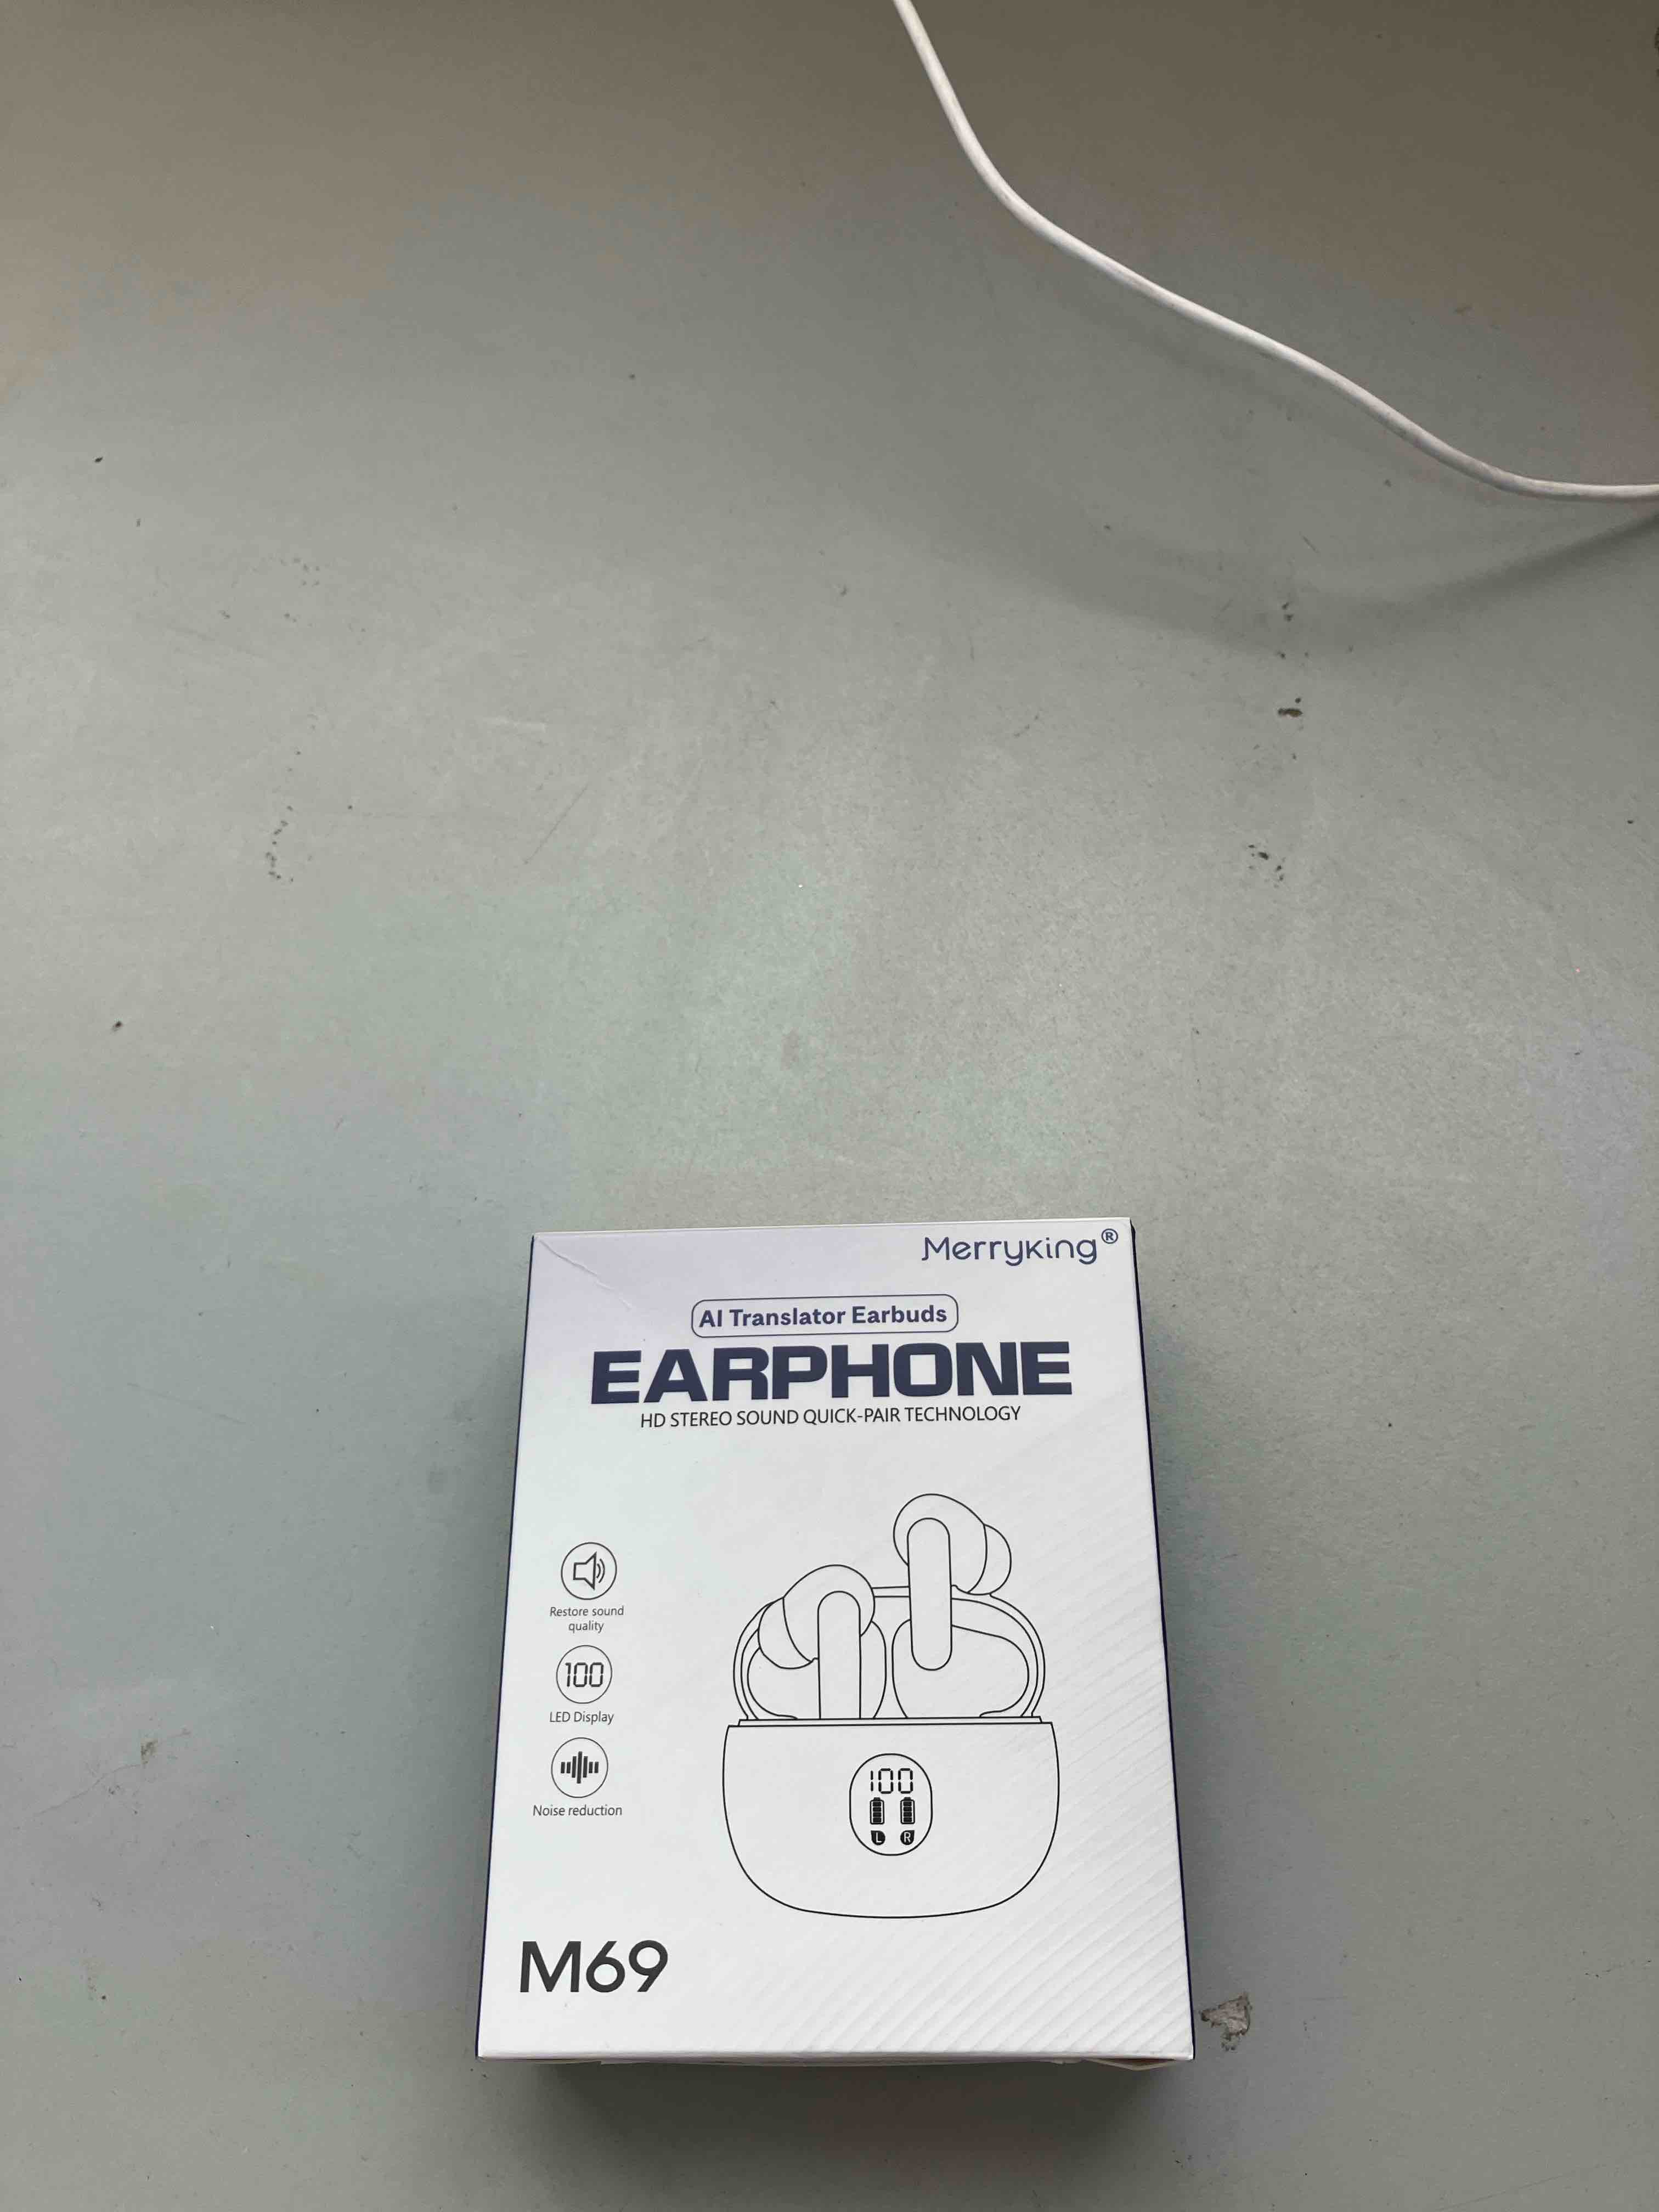 Merryking®
AI Translator Earbuds
EARPHONE
HD STEREO SOUND QUICK-PAIR TECHNOLOGY
Restore sound
quality
100
LED Display
Noise reduction
100
L R
M69